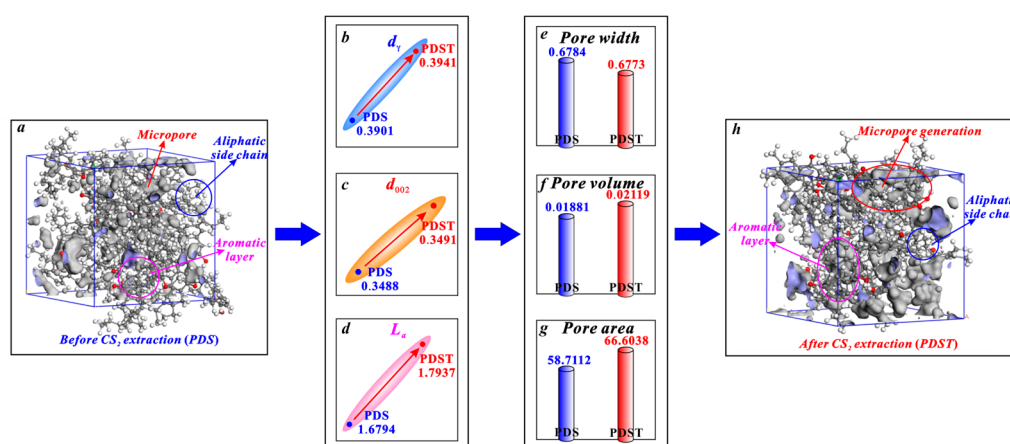 a
Micropore
Aliphatic
side chain
Aromatic
layer
Before CS₂ extraction (PDS)
b
dγ
PDST
0.3941
PDS
0.3901
c
d₀₀₂
PDST
0.3491
PDS
0.3488
d
Lₐ
PDST
1.7937
PDS
1.6794
e
Pore width
0.6784
0.6773
PDS
PDST
f
Pore volume
0.01881
0.02119
PDS
PDST
g
Pore area
58.7112
66.6038
PDS
PDST
h
Micropore generation
Aliphatic
side chain
Aromatic
layer
After CS₂ extraction (PDST)